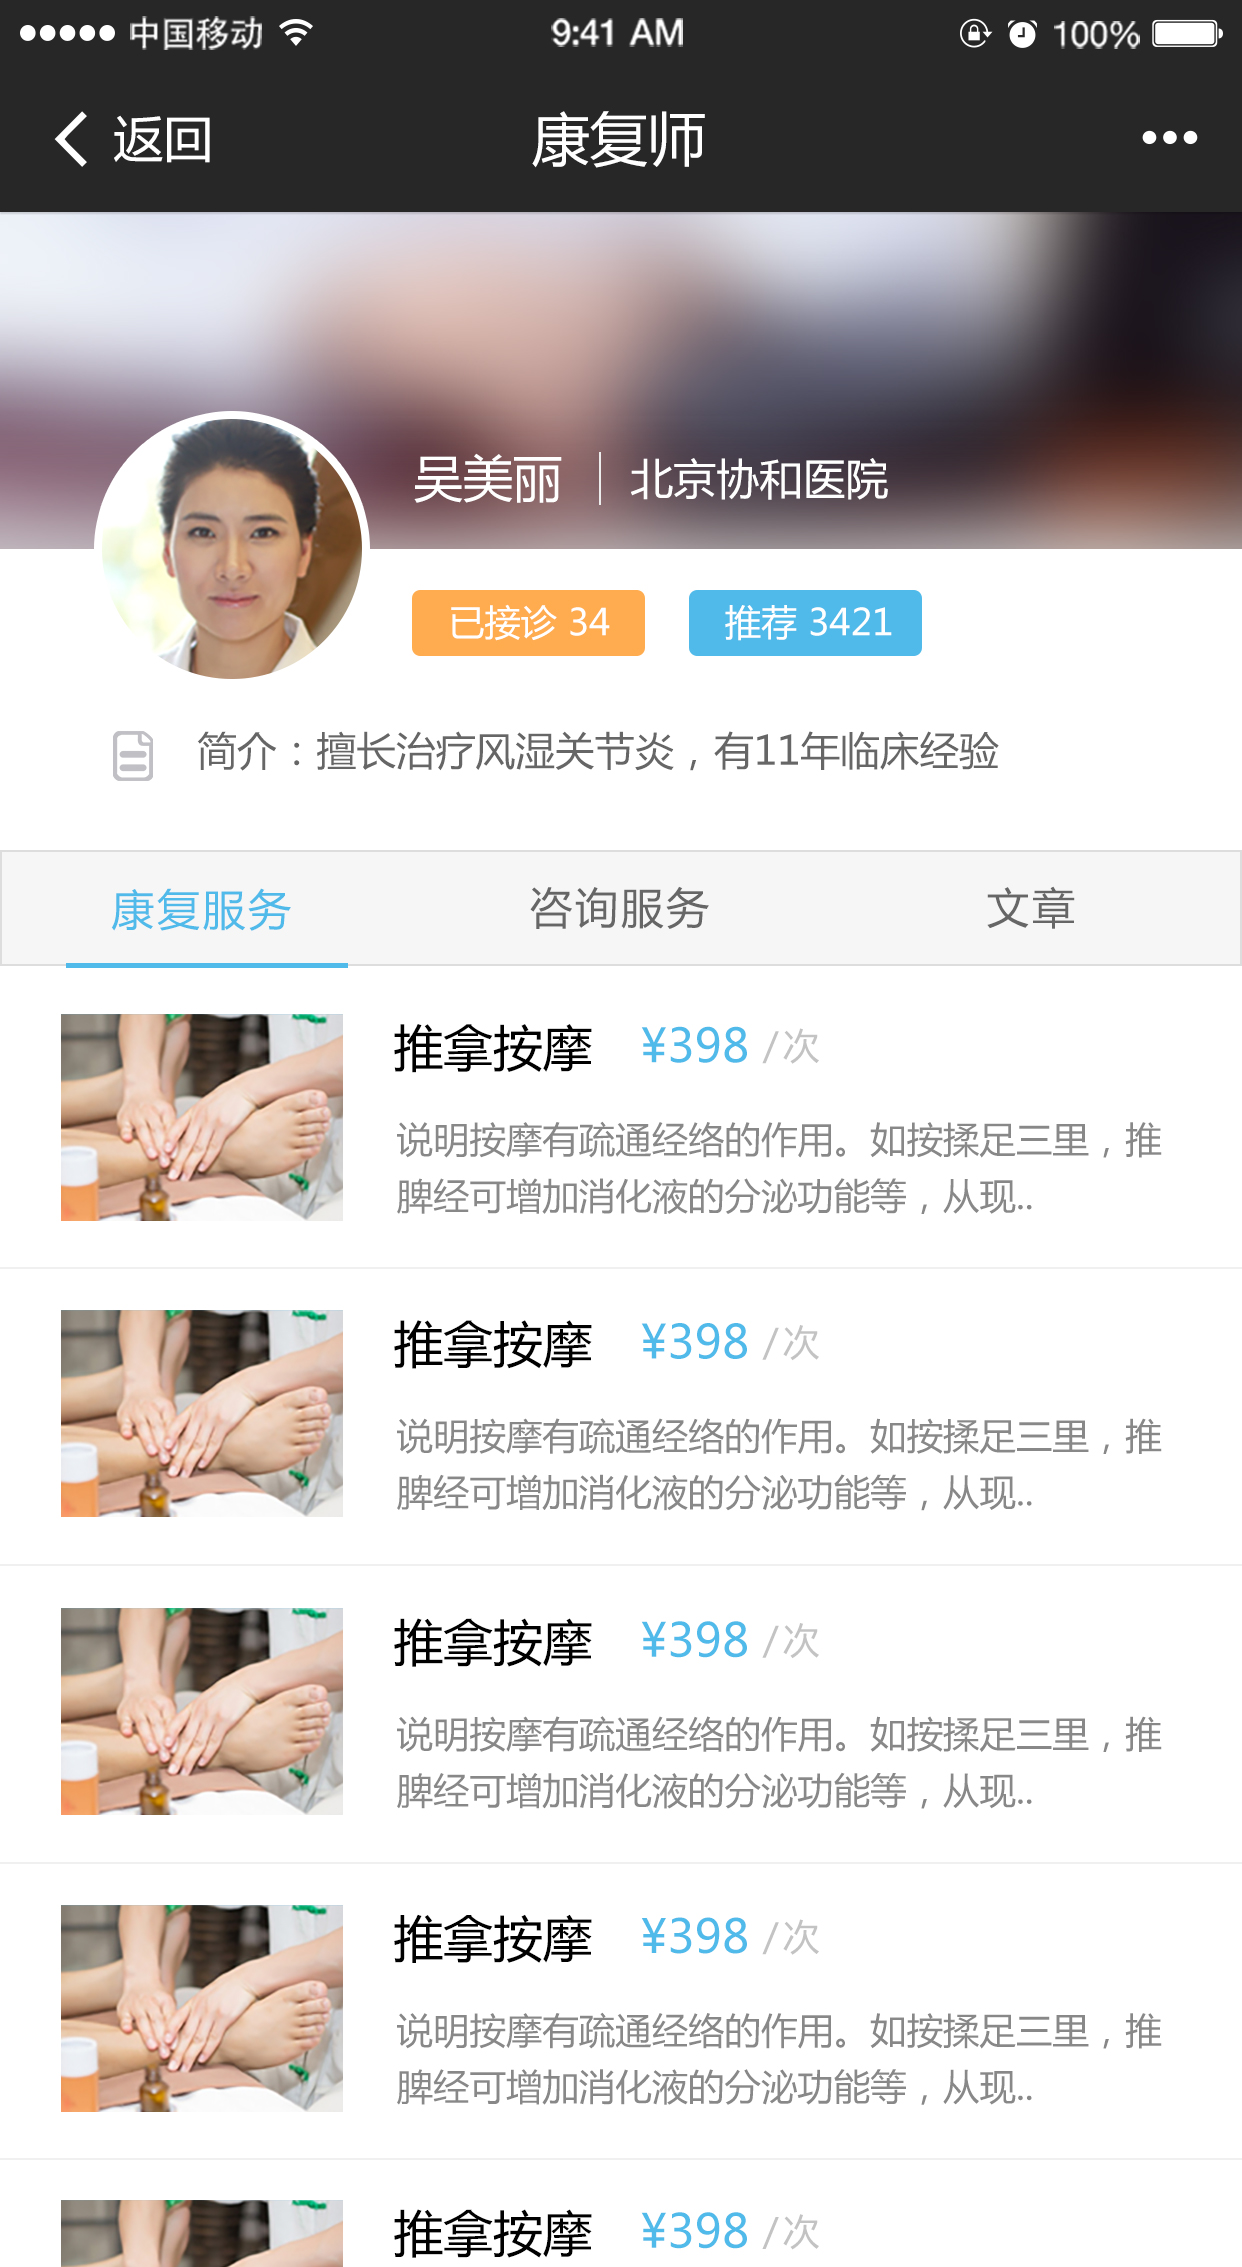 中国移动 9:41 AM 100%
返回 康复师
吴美丽 北京协和医院
已接诊 34 推荐 3421
简介：擅长治疗风湿关节炎，有11年临床经验
康复服务 咨询服务 文章
推拿按摩 ¥398 /次
说明按摩有疏通经络的作用。如按揉足三里，推
脾经可增加消化液的分泌功能等，从现..
推拿按摩 ¥398 /次
说明按摩有疏通经络的作用。如按揉足三里，推
脾经可增加消化液的分泌功能等，从现..
推拿按摩 ¥398 /次
说明按摩有疏通经络的作用。如按揉足三里，推
脾经可增加消化液的分泌功能等，从现..
推拿按摩 ¥398 /次
说明按摩有疏通经络的作用。如按揉足三里，推
脾经可增加消化液的分泌功能等，从现..
推拿按摩 ¥398 /次